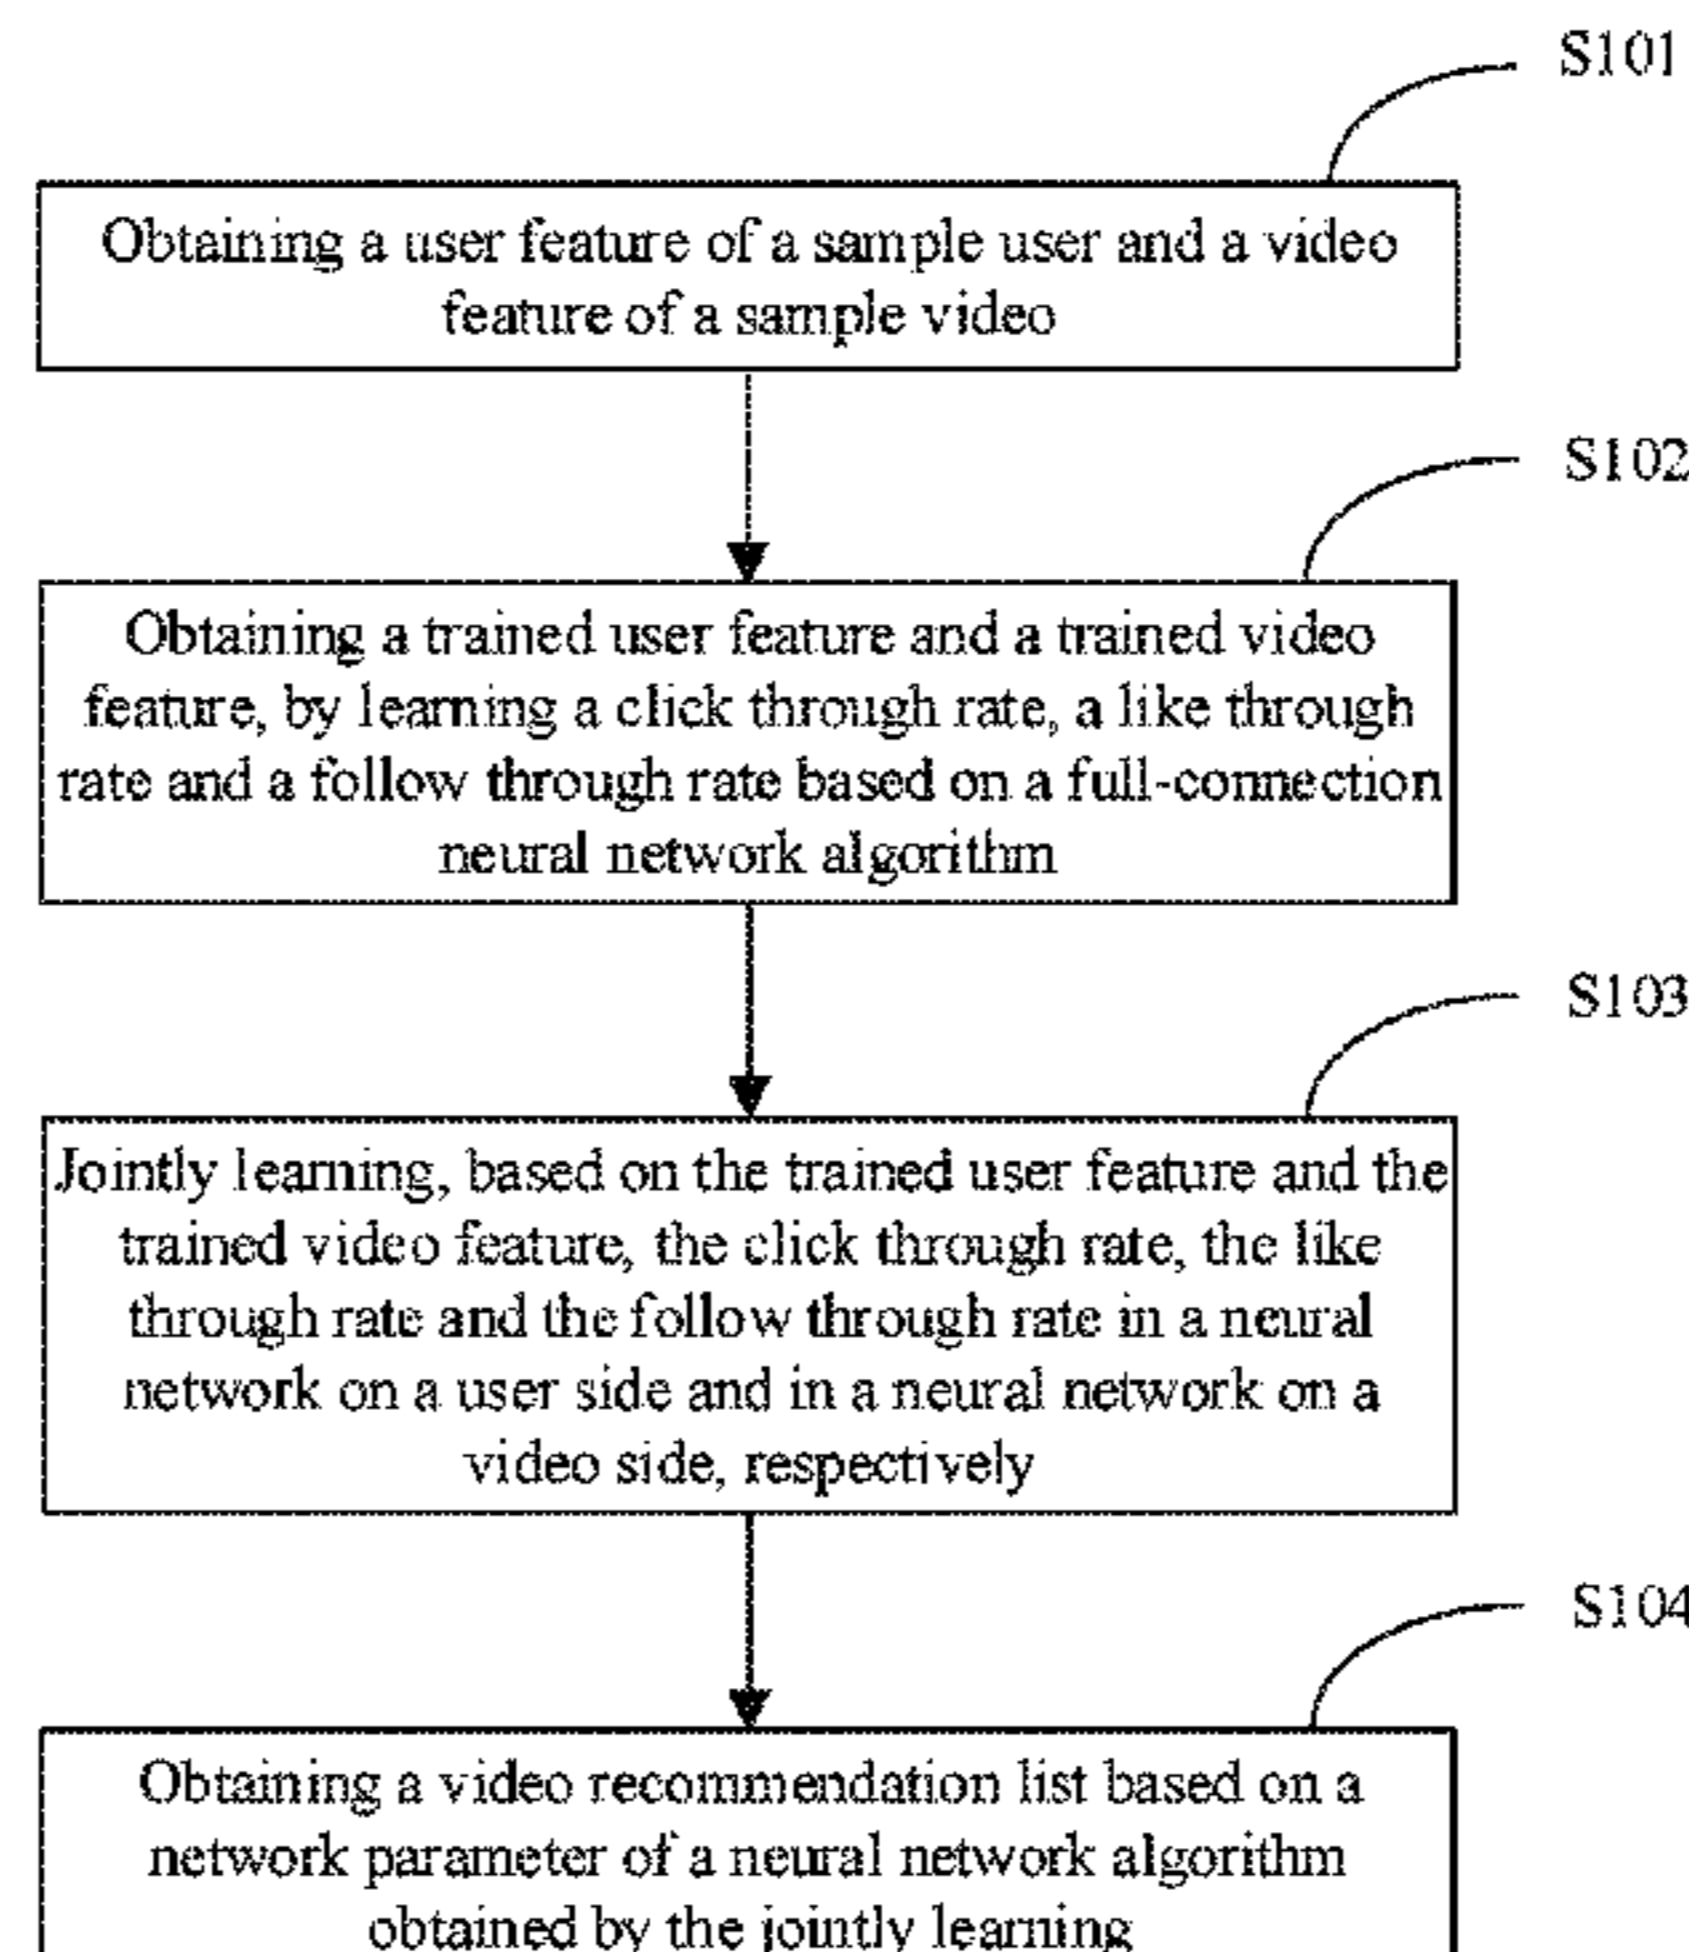 S101
Obtaining a user feature of a sample user and a video
feature of a sample video
S102
Obtaining a trained user feature and a trained video
feature, by learning a click through rate, a like through
rate and a follow through rate based on a full-connection
neural network algorithm
S103
Jointly learning, based on the trained user feature and the
trained video feature, the click through rate, the like
through rate and the follow through rate in a neural
network on a user side and in a neural network on a
video side, respectively
S104
Obtaining a video recommendation list based on a
network parameter of a neural network algorithm
obtained by the jointly learning